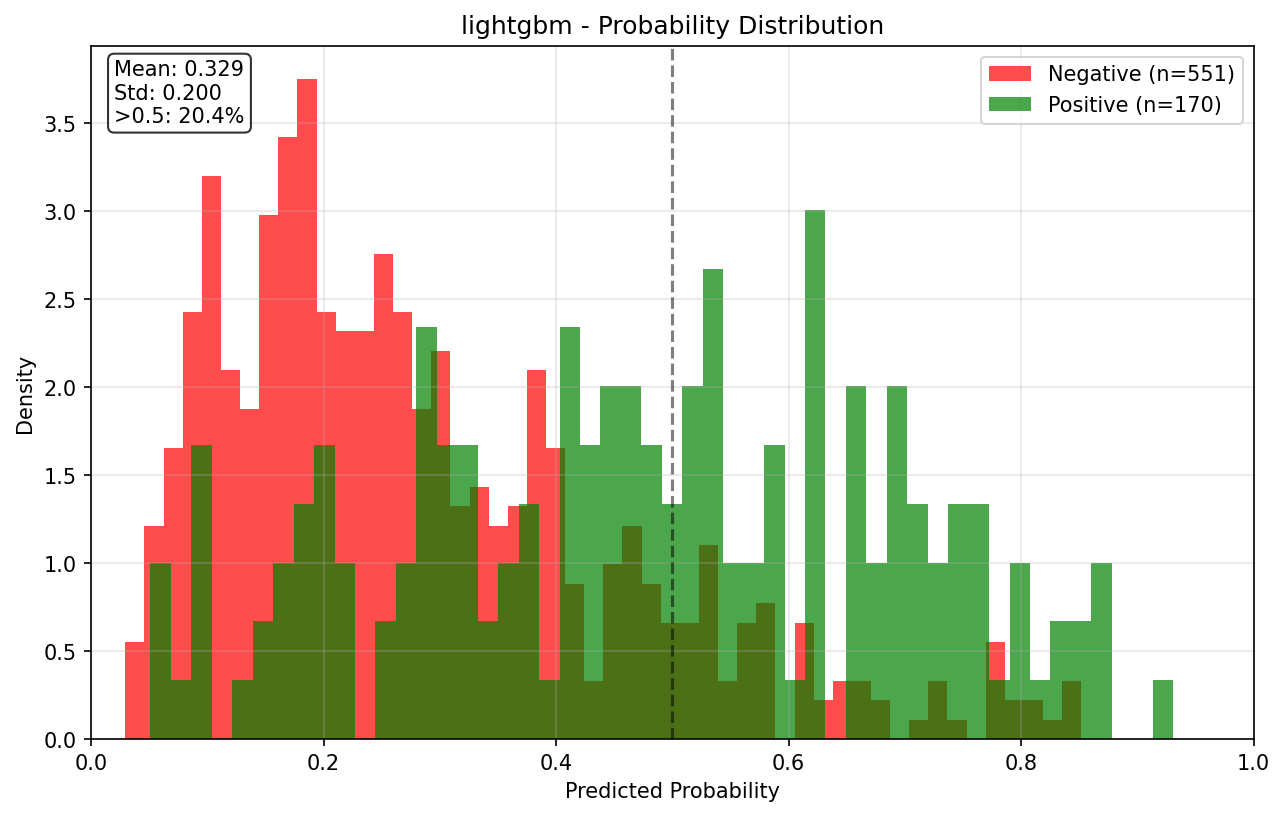 lightgbm - Probability Distribution
Mean: 0.329
Std: 0.200
>0.5: 20.4%
Negative (n=551)
Positive (n=170)
Density
3.5
3.0
2.5
2.0
1.5
1.0
0.5
0.0
0.0 0.2 0.4 0.6 0.8 1.0
Predicted Probability